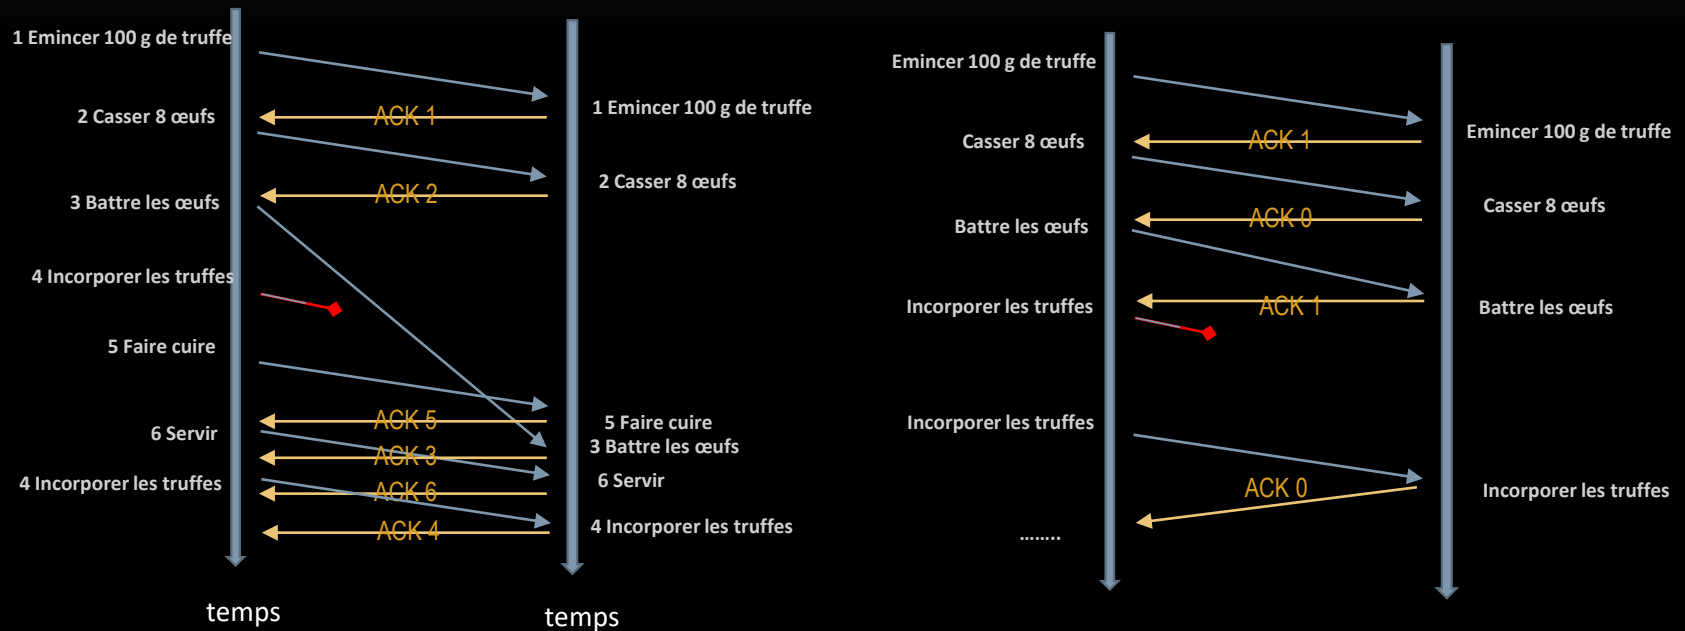 1 Emincer 100 g de truffe
ACK 1
1 Emincer 100 g de truffe
2 Casser 8 œufs
ACK 2
2 Casser 8 œufs
3 Battre les œufs
4 Incorporer les truffes
5 Faire cuire
ACK 5
5 Faire cuire
6 Servir
ACK 3
3 Battre les œufs
4 Incorporer les truffes
ACK 6
6 Servir
ACK 4
4 Incorporer les truffes
temps
temps
Emincer 100 g de truffe
ACK 1
Emincer 100 g de truffe
Casser 8 œufs
ACK 0
Casser 8 œufs
Battre les œufs
ACK 1
Battre les œufs
Incorporer les truffes
Incorporer les truffes
ACK 0
Incorporer les truffes
........